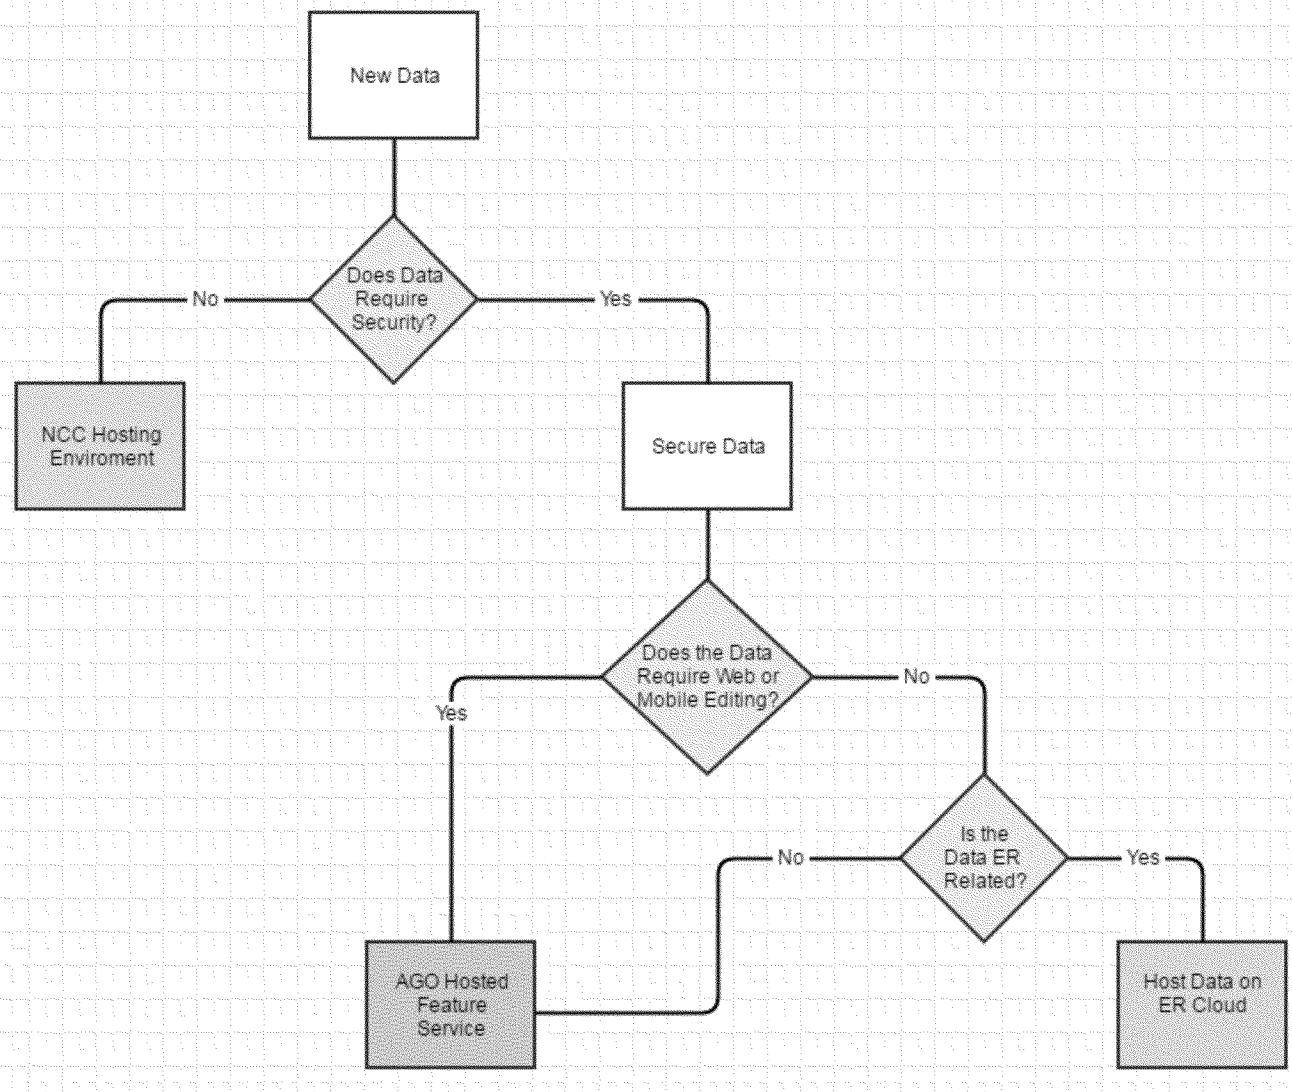 New Data
Does Data
Require
Security?
No
Yes
NCC Hosting
Enviroment
Secure Data
Does the Data
Require Web or
Mobile Editing?
No
Yes
Is the
Data ER
Related?
No
Yes
AGO Hosted
Feature
Service
Host Data on
ER Cloud